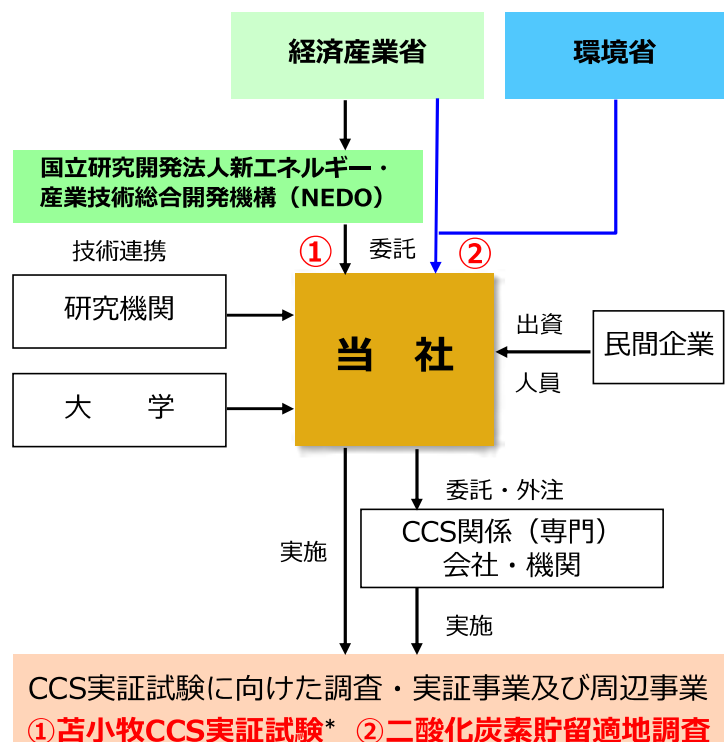 経済産業省
環境省
国立研究開発法人新エネルギー・
産業技術総合開発機構（NEDO）
① 委託 ②
技術連携
研究機関
大　　学
当　社
出資
民間企業
人員
委託・外注
CCS関係（専門）
会社・機関
実施
実施
CCS実証試験に向けた調査・実証事業及び周辺事業
①苫小牧CCS実証試験* ②二酸化炭素貯留適地調査